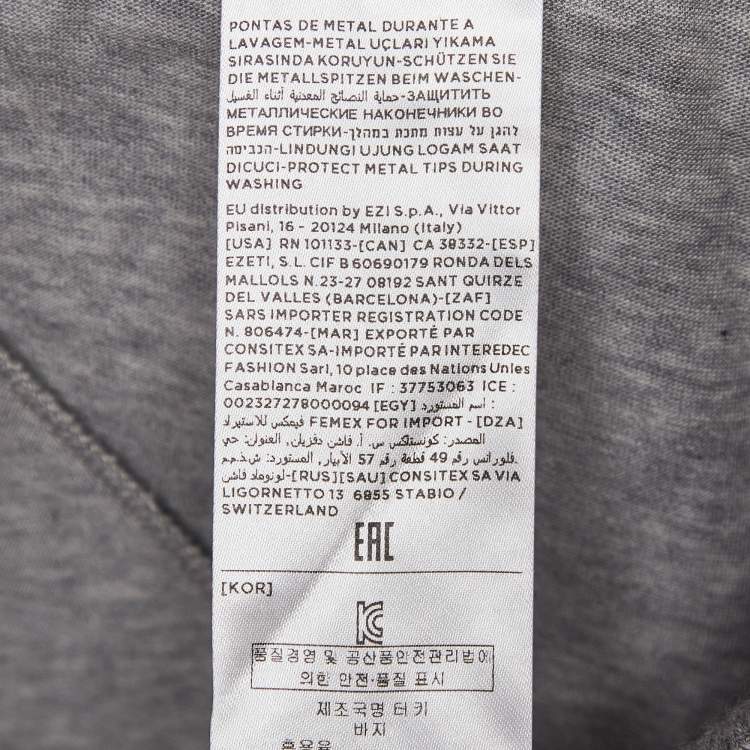 PONTAS DE METAL DURANTE A
LAVAGEM-METAL UÇLARI YIKAMA
SIRASINDA KORUYUN-SCHÜTZEN SIE
DIE METALLSPITZEN BEIM WASCHEN-
حماية النصائح المعدنية أثناء الغسيل-ЗАЩИТИТЬ
МЕТАЛЛИЧЕСКИЕ НАКОНЕЧНИКИ ВО
ВРЕМЯ СТИРКИ-להגן על עצות מתכת במהלך
הכביסה-LINDUNGI UJUNG LOGAM SAAT
DICUCI-PROTECT METAL TIPS DURING
WASHING
EU distribution by EZI S.p.A., Via Vittor
Pisani, 16 - 20124 Milano (Italy)
[USA] RN 101133-[CAN] CA 38332-[ESP]
EZETI, S.L. CIF B 60690179 RONDA DELS
MALLOLS N.23-27 08192 SANT QUIRZE
DEL VALLES (BARCELONA)-[ZAF]
SARS IMPORTER REGISTRATION CODE
N. 806474-[MAR] EXPORTÉ PAR
CONSITEX SA-IMPORTÉ PAR INTEREDEC
FASHION Sarl, 10 place des Nations Unies
Casablanca Maroc IF : 37753063 ICE :
002327278000094 [EGY] اسم المستورد :
فيمكس للاستيراد FEMEX FOR IMPORT - [DZA]
المصدر: كونستاكس س. أ. فاشن دفزيان, العنوان: حي
فلورانس رقم 49 قطعة رقم 57 الأبيار, المستورد: ش.ذ.م.م.
لونوماد فاشن-[RUS][SAU] CONSITEX SA VIA
LIGORNETTO 13 6855 STABIO /
SWITZERLAND
EAC
[KOR]
KC
품질경영 및 공산품안전관리법에
의한 안전·품질 표시
제조국명 터키
바지